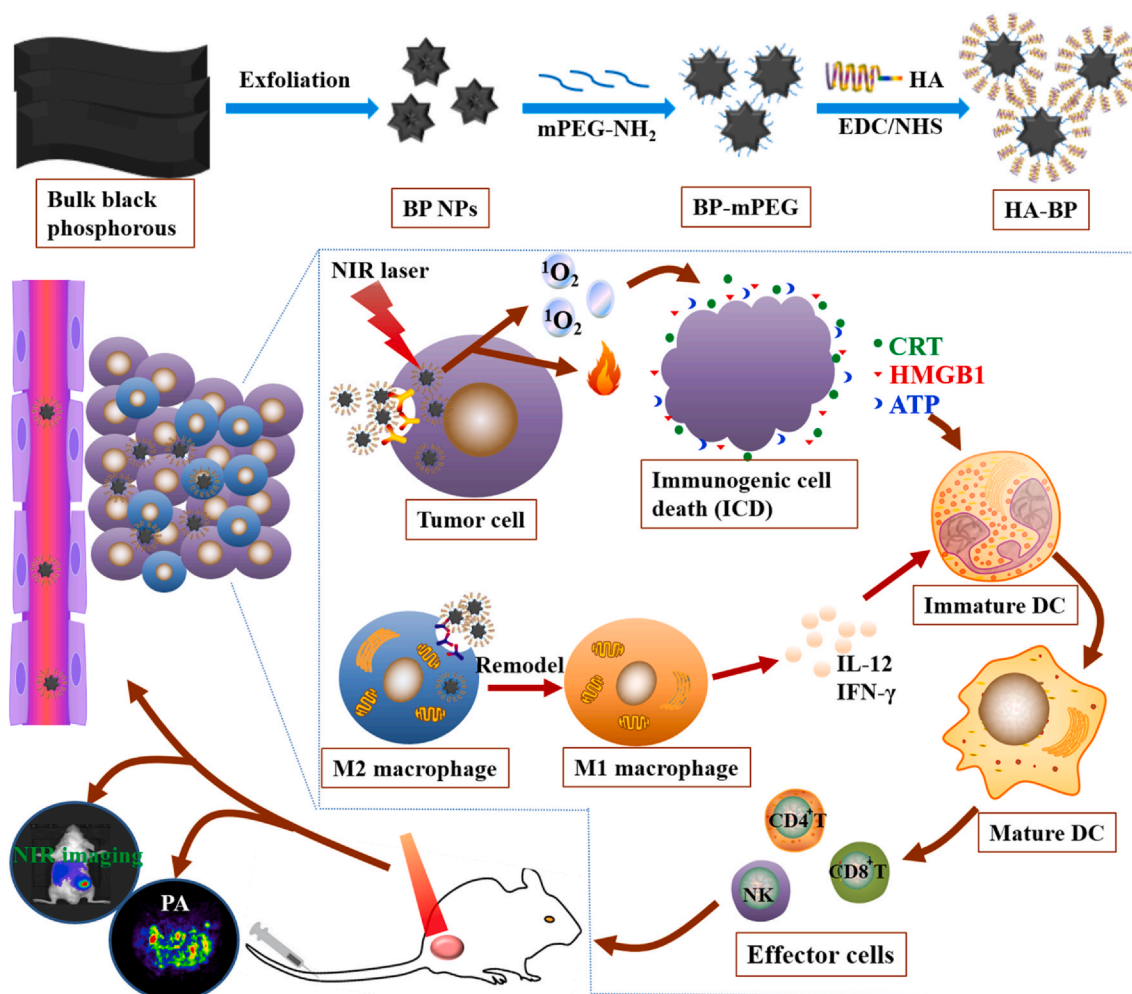 Exfoliation
mPEG-NH₂
HA
EDC/NHS
Bulk black
phosphorous
BP NPs
BP-mPEG
HA-BP
NIR laser
¹O₂
¹O₂
CRT
HMGB1
ATP
Tumor cell
Immunogenic cell
death (ICD)
Immature DC
Remodel
IL-12
IFN-γ
M2 macrophage
M1 macrophage
Mature DC
CD4⁺T
CD8⁺T
NK
Effector cells
NIR imaging
PA